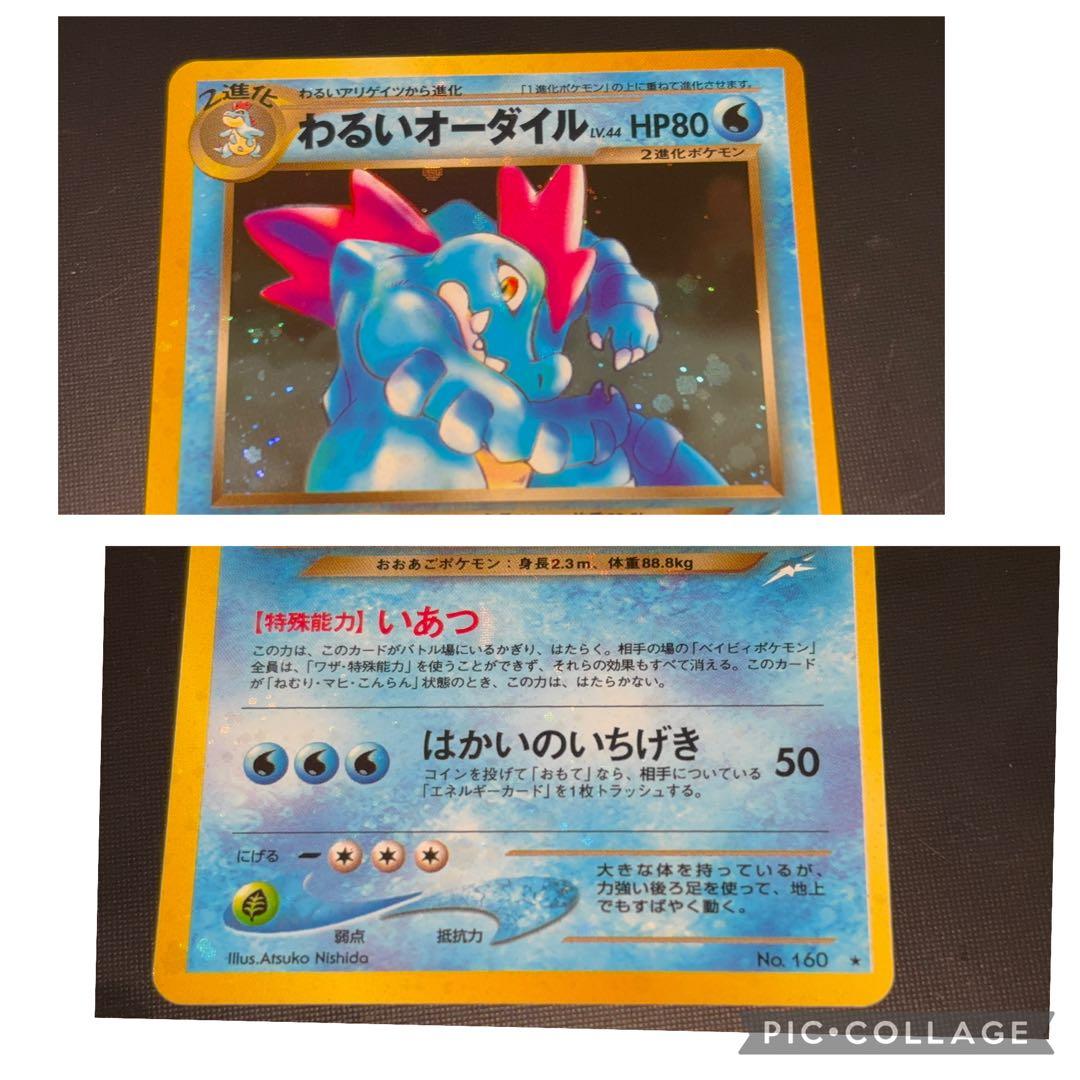 2進化
わるいアリゲイツから進化
「1進化ポケモン」の上に重ねて進化させます。
わるいオーダイル LV.44 HP80
2進化ポケモン
おおあごポケモン：身長2.3m、体重88.8kg
【特殊能力】いあつ
この力は、このカードがバトル場にいるかぎり、はたらく。相手の場の「ベイビィポケモン」
全員は、「ワザ・特殊能力」を使うことができず、それらの効果もすべて消える。このカード
が「ねむり・マヒ・こんらん」状態のとき、この力は、はたらかない。
はかいのいちげき 50
コインを投げて「おもて」なら、相手についている
「エネルギーカード」を1枚トラッシュする。
にげる
弱点
抵抗力
大きな体を持っているが、
力強い後ろ足を使って、地上
でもすばやく動く。
Illus.Atsuko Nishida
No. 160 ★
PIC•COLLAGE